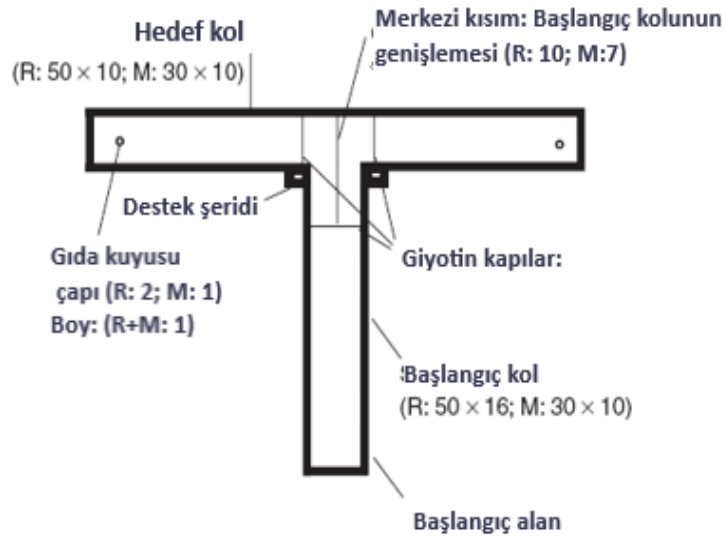 Hedef kol
(R: 50 × 10; M: 30 × 10)
Merkezi kısım: Başlangıç kolunun
genişlemesi (R: 10; M:7)
Destek şeridi
Gıda kuyusu
çapı (R: 2; M: 1)
Boy: (R+M: 1)
Giyotin kapılar:
Başlangıç kol
(R: 50 × 16; M: 30 × 10)
Başlangıç alan